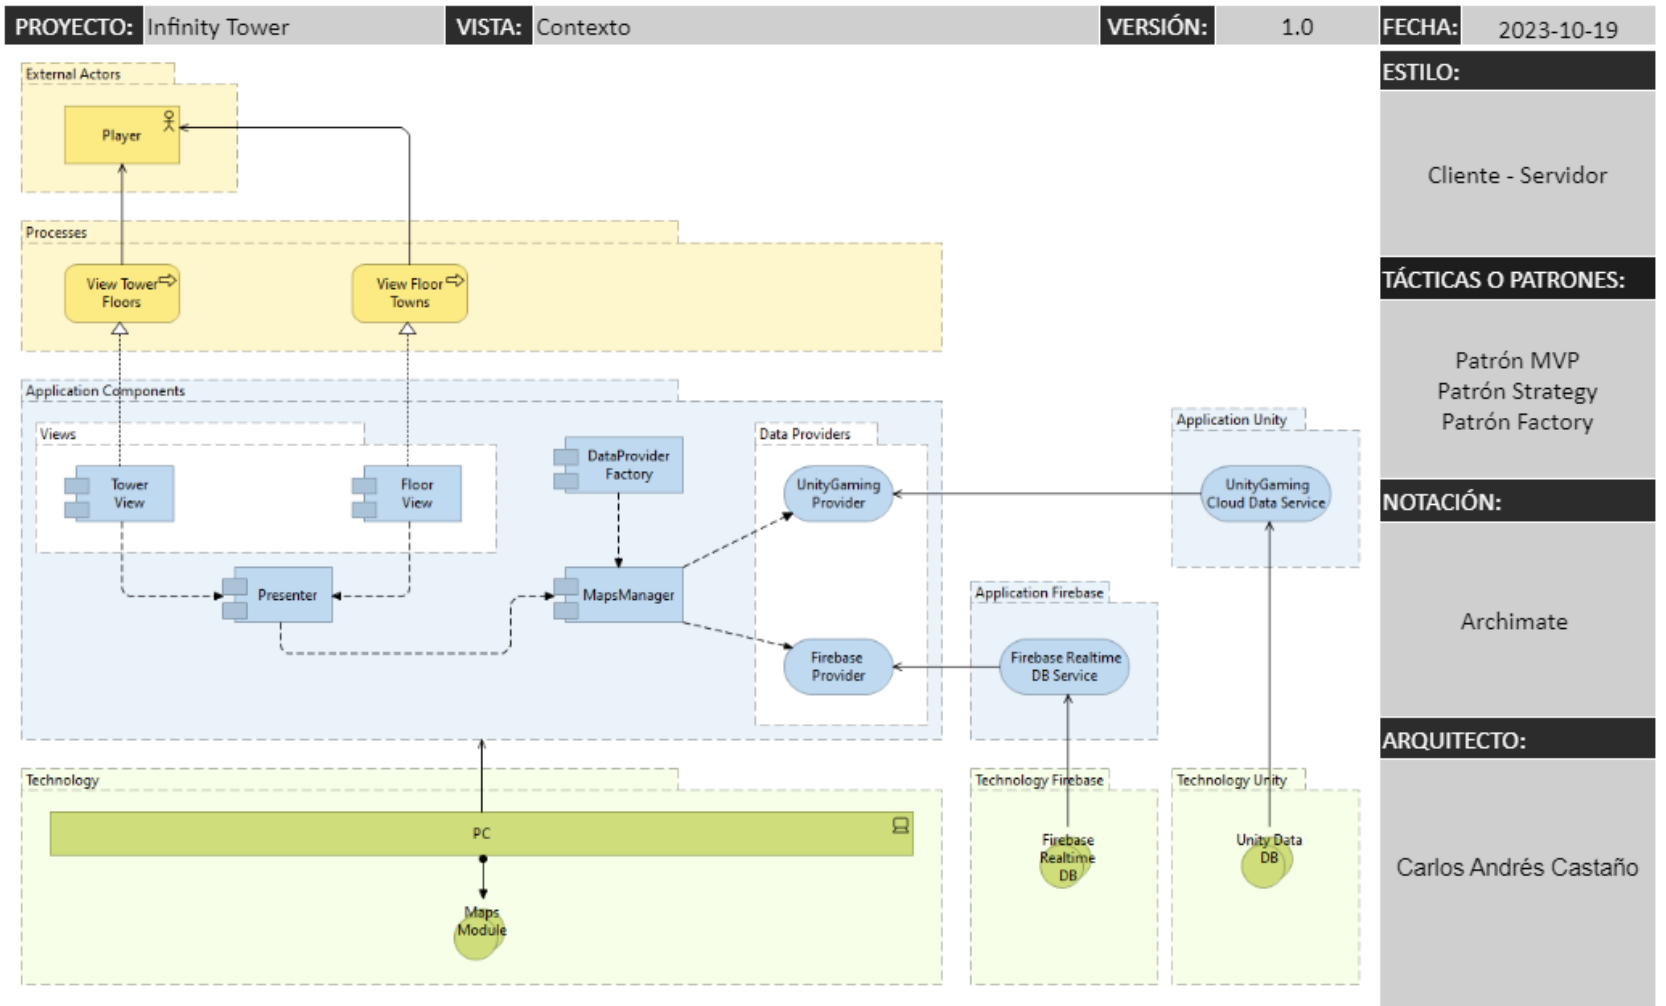 PROYECTO: Infinity Tower VISTA: Contexto VERSIÓN: 1.0 FECHA: 2023-10-19
External Actors
Player
Processes
View Tower
Floors
View Floor
Towns
Application Components
Views
Tower
View
Floor
View
DataProvider
Factory
Presenter
MapsManager
Data Providers
UnityGaming
Provider
Firebase
Provider
Application Unity
UnityGaming
Cloud Data Service
Application Firebase
Firebase Realtime
DB Service
Technology
PC
Maps
Module
Technology Firebase
Firebase
Realtime
DB
Technology Unity
Unity Data
DB
ESTILO:
Cliente - Servidor
TÁCTICAS O PATRONES:
Patrón MVP
Patrón Strategy
Patrón Factory
NOTACIÓN:
Archimate
ARQUITECTO:
Carlos Andrés Castaño